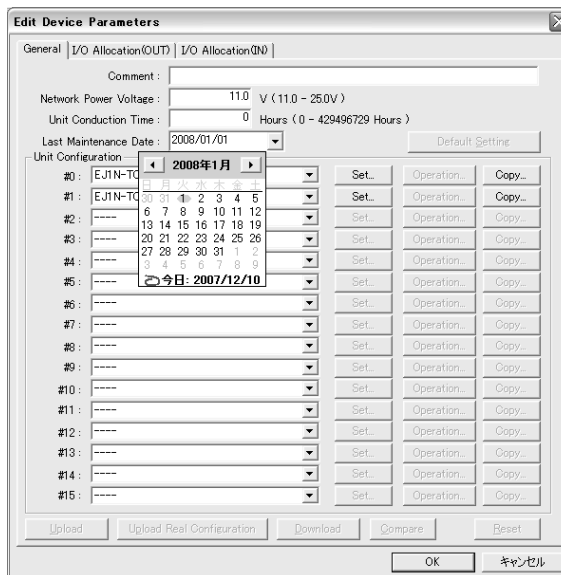 Edit Device Parameters
General I/O Allocation(OUT) I/O Allocation(IN)
Comment :
Network Power Voltage : 11.0 V ( 11.0 - 25.0V )
Unit Conduction Time : 0 Hours ( 0 - 429496729 Hours )
Last Maintenance Date : 2008/01/01 Default Setting
Unit Configuration
2008年1月
#0 : EJ1N-TC Set... Operation... Copy...
日 月 火 水 木 金 土
30 31 1 2 3 4 5
#1 : EJ1N-TC Set... Operation... Copy...
6 7 8 9 10 11 12
#2 : ---- Set... Operation... Copy...
13 14 15 16 17 18 19
#3 : ---- Set... Operation... Copy...
20 21 22 23 24 25 26
#4 : ---- Set... Operation... Copy...
27 28 29 30 31 1 2
3 4 5 6 7 8 9
#5 : ---- Set... Operation... Copy...
今日: 2007/12/10
#6 : ---- Set... Operation... Copy...
#7 : ---- Set... Operation... Copy...
#8 : ---- Set... Operation... Copy...
#9 : ---- Set... Operation... Copy...
#10 : ---- Set... Operation... Copy...
#11 : ---- Set... Operation... Copy...
#12 : ---- Set... Operation... Copy...
#13 : ---- Set... Operation... Copy...
#14 : ---- Set... Operation... Copy...
#15 : ---- Set... Operation... Copy...
Upload Upload Real Configuration Download Compare Reset
OK キャンセル